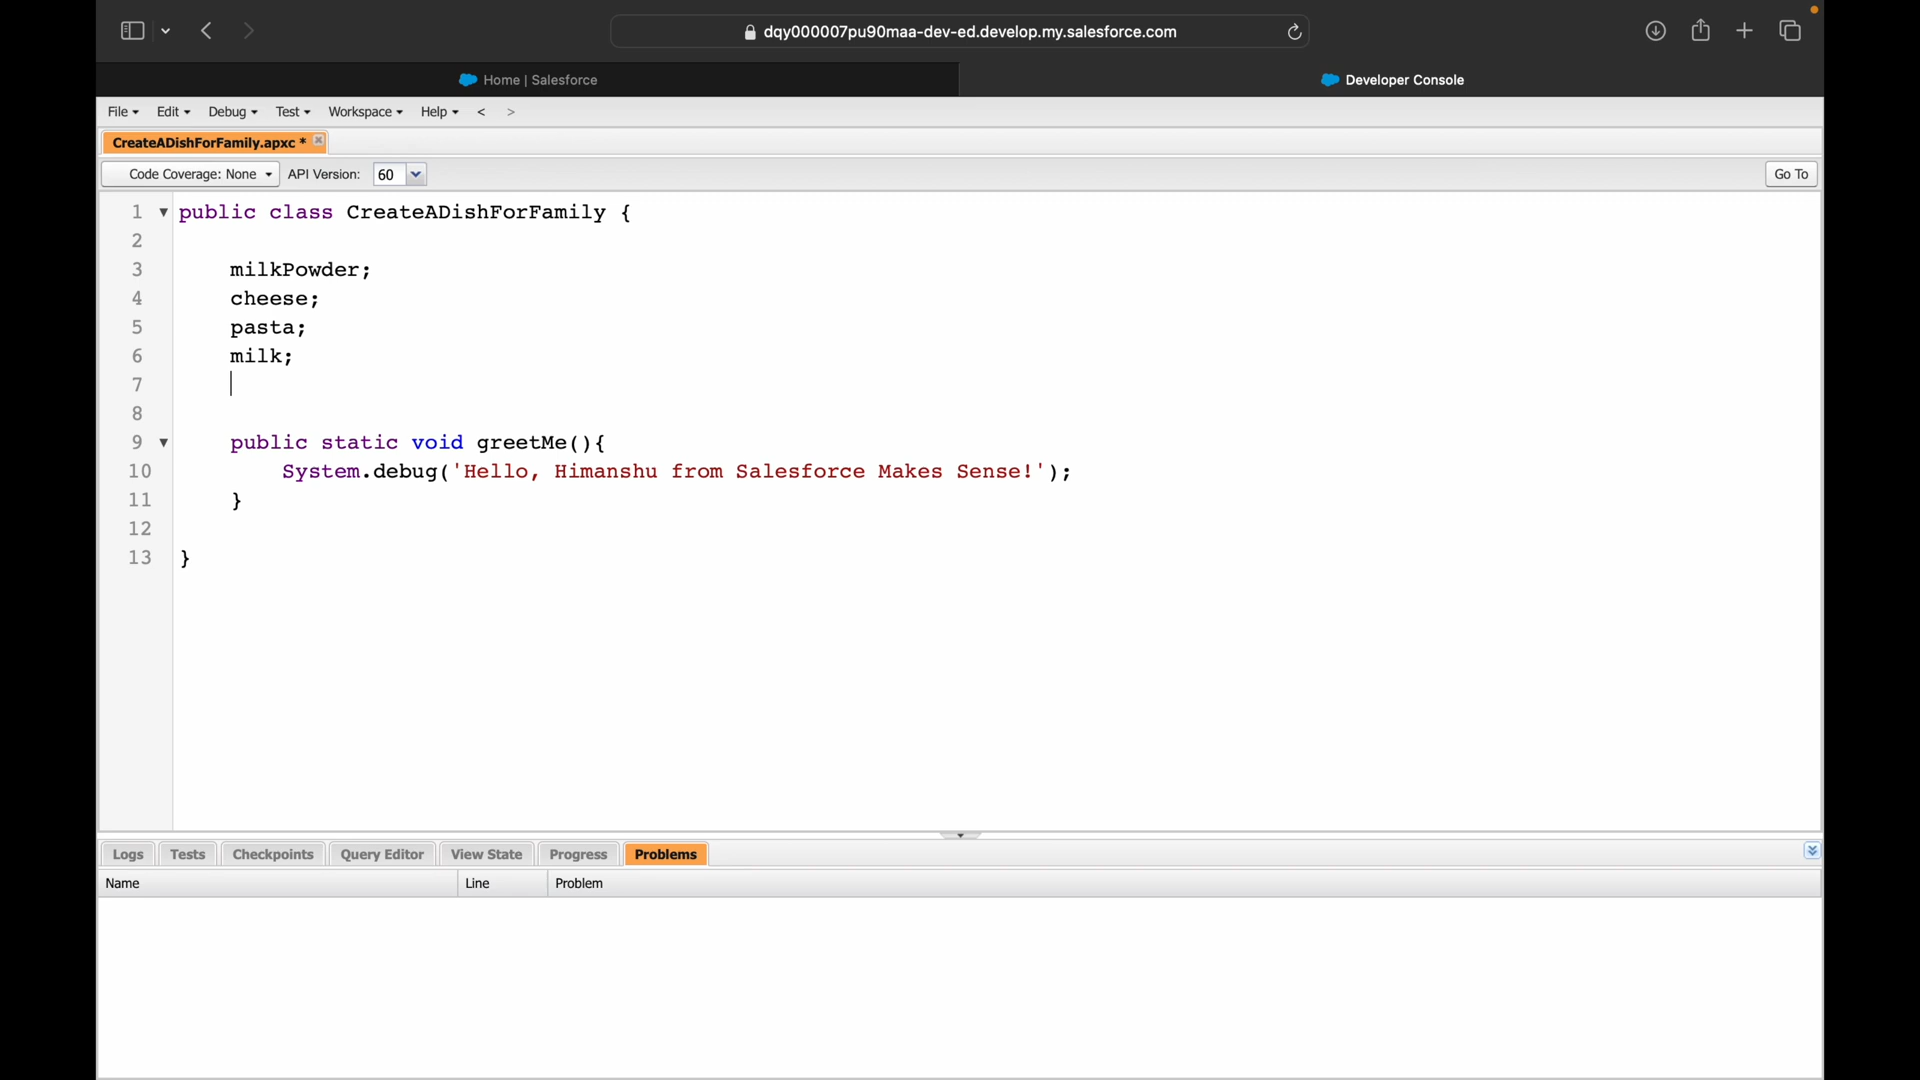 dqy000007pu90maa-dev-ed.develop.my.salesforce.com
Home | Salesforce
Developer Console
File Edit Debug Test Workspace Help < >
CreateADishForFamily.apxc *
Code Coverage: None API Version: 60 Go To
1 public class CreateADishForFamily {
2
3 milkPowder;
4 cheese;
5 pasta;
6 milk;
7
8
9 public static void greetMe(){
10 System.debug('Hello, Himanshu from Salesforce Makes Sense!');
11 }
12
13 }
Logs Tests Checkpoints Query Editor View State Progress Problems
Name Line Problem